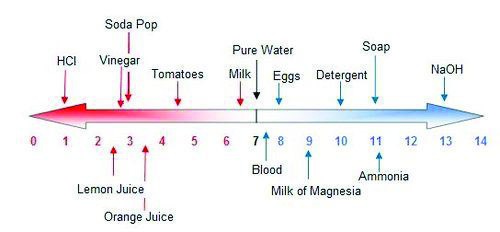 Soda Pop
Pure Water
Soap
HCl
Vinegar
Tomatoes
Milk
Eggs
Detergent
NaOH
0 1 2 3 4 5 6 7 8 9 10 11 12 13 14
Lemon Juice
Orange Juice
Blood
Milk of Magnesia
Ammonia